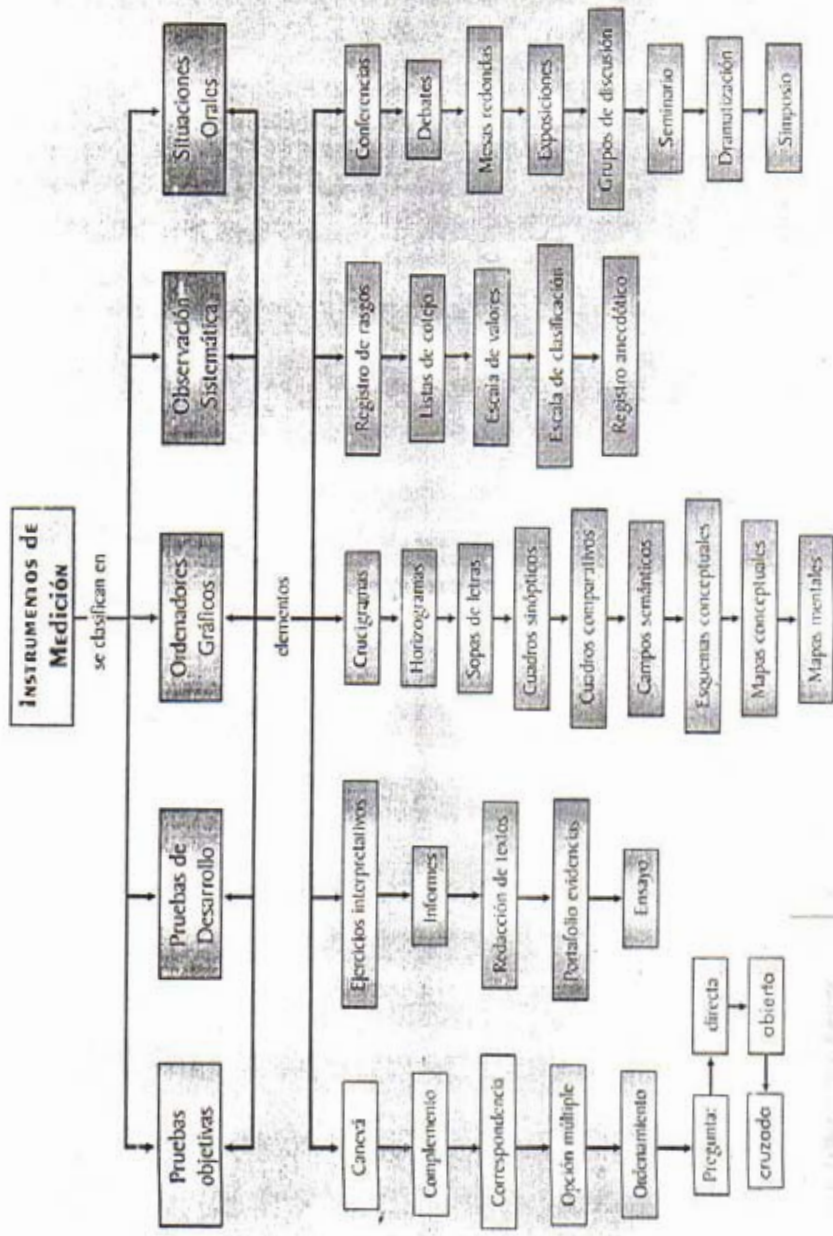 INSTRUMENTOS DE
MEDICIÓN
se clasifican en
Pruebas
objetivas
Pruebas de
Desarrollo
Ordenadores
Gráficos
Observación
Sistemática
Situaciones
Orales
elementos
Canevá
Complemento
Correspondencia
Opción múltiple
Ordenamiento
Pregunta:
directa
abierta
cruzada
Ejercicios interpretativos
Informes
Redacción de textos
Portafolio evidencias
Ensayo
Crucigramas
Horizogramas
Sopas de letras
Cuadros sinópticos
Cuadros comparativos
Campos semánticos
Esquemas conceptuales
Mapas conceptuales
Mapas mentales
Registro de rasgos
Listas de cotejo
Escala de valores
Escala de clasificación
Registro anecdótico
Conferencias
Debates
Mesas redondas
Exposiciones
Grupos de discusión
Seminario
Dramatización
Simposio